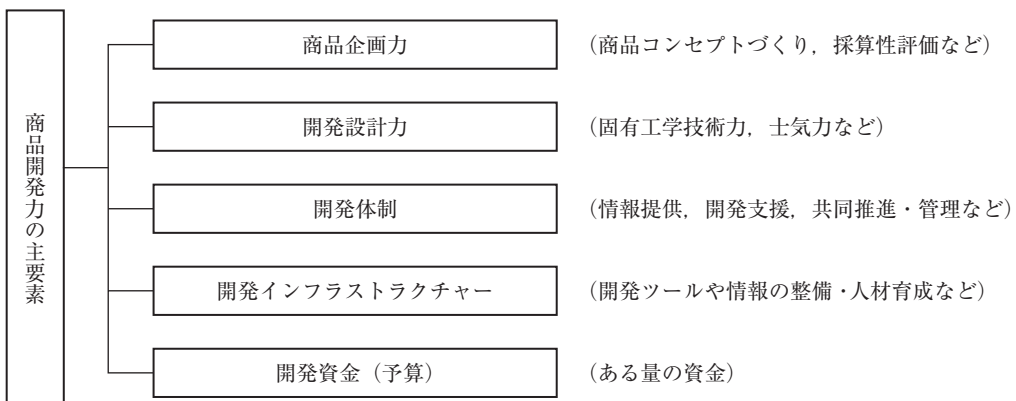 商品開発力の主要素
商品企画力 （商品コンセプトづくり，採算性評価など）
開発設計力 （固有工学技術力，士気力など）
開発体制 （情報提供，開発支援，共同推進・管理など）
開発インフラストラクチャー （開発ツールや情報の整備・人材育成など）
開発資金（予算） （ある量の資金）